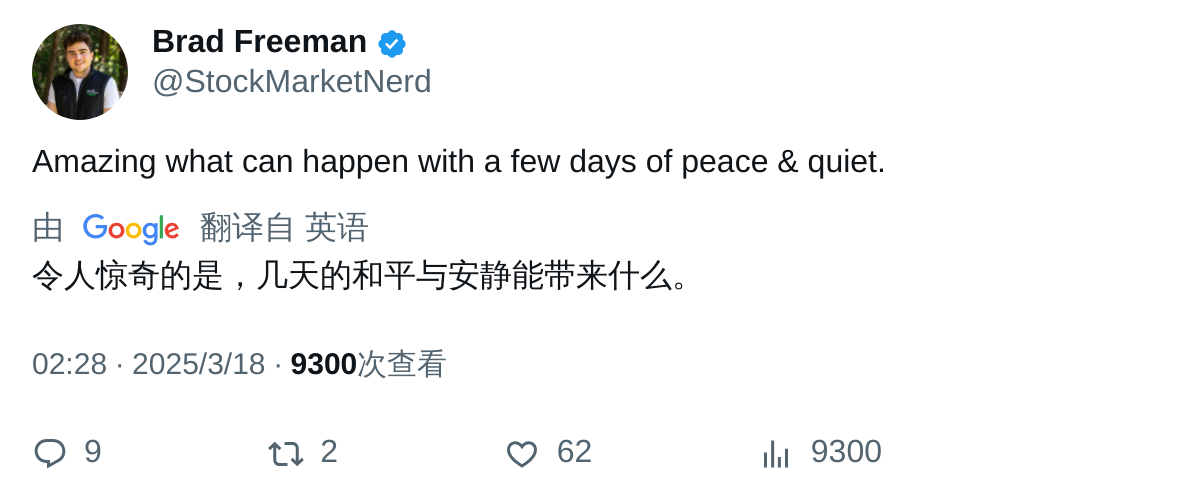 Brad Freeman
@StockMarketNerd
Amazing what can happen with a few days of peace & quiet.
由 Google 翻译自 英语
令人惊奇的是，几天的和平与安静能带来什么。
02:28 · 2025/3/18 · 9300次查看
9 2 62 9300